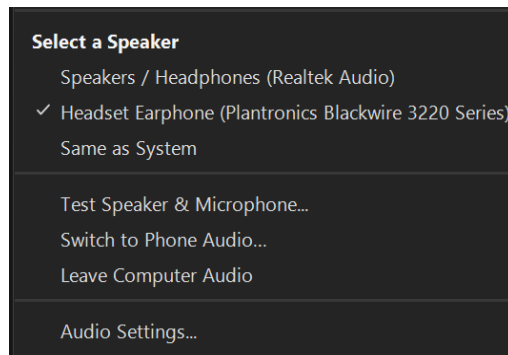 Select a Speaker
Speakers / Headphones (Realtek Audio)
✓ Headset Earphone (Plantronics Blackwire 3220 Series)
Same as System
Test Speaker & Microphone...
Switch to Phone Audio...
Leave Computer Audio
Audio Settings...